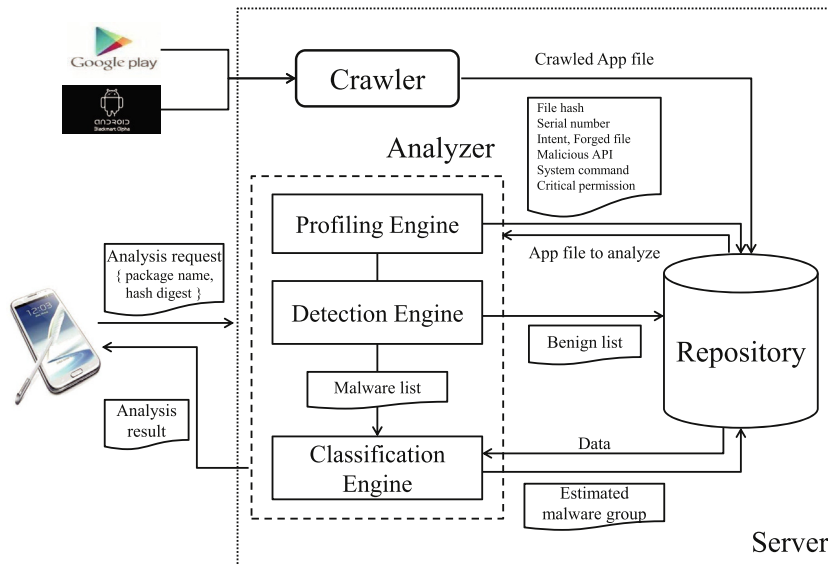 Google play
ANDROID
Blackmart Alpha
Crawler
Crawled App file
File hash
Serial number
Intent, Forged file
Malicious API
System command
Critical permission
Analyzer
Profiling Engine
App file to analyze
Analysis request
{ package name,
hash digest }
12:03
Detection Engine
Benign list
Repository
Malware list
Analysis
result
Classification
Engine
Data
Estimated
malware group
Server